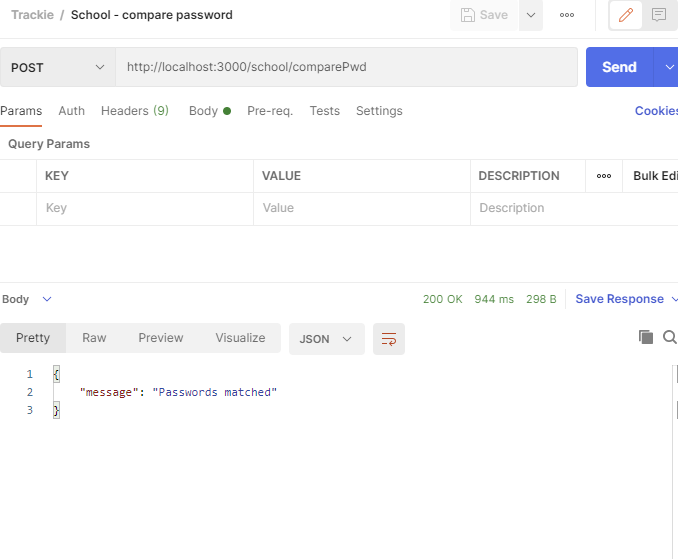 Trackie / School - compare password
Save
POST http://localhost:3000/school/comparePwd Send
Params Auth Headers (9) Body Pre-req. Tests Settings Cookies
Query Params
KEY VALUE DESCRIPTION Bulk Edi
Key Value Description
Body 200 OK 944 ms 298 B Save Response
Pretty Raw Preview Visualize JSON
1 {
2 "message": "Passwords matched"
3 }